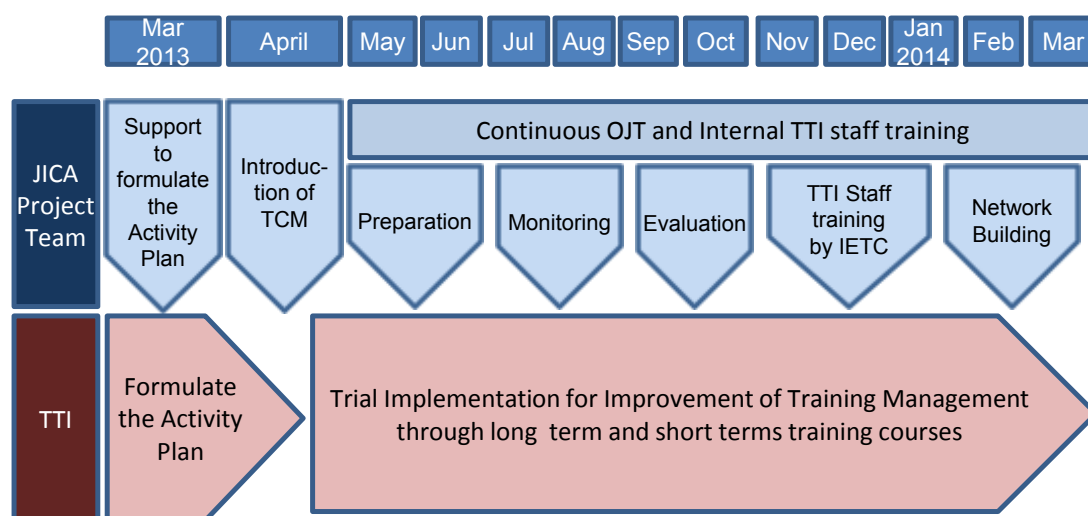 Mar
2013
April
May
Jun
Jul
Aug
Sep
Oct
Nov
Dec
Jan
2014
Feb
Mar
JICA
Project
Team
Support
to
formulate
the
Activity
Plan
Introduc-
tion of
TCM
Continuous OJT and Internal TTI staff training
Preparation
Monitoring
Evaluation
TTI Staff
training
by IETC
Network
Building
TTI
Formulate
the Activity
Plan
Trial Implementation for Improvement of Training Management
through long term and short terms training courses